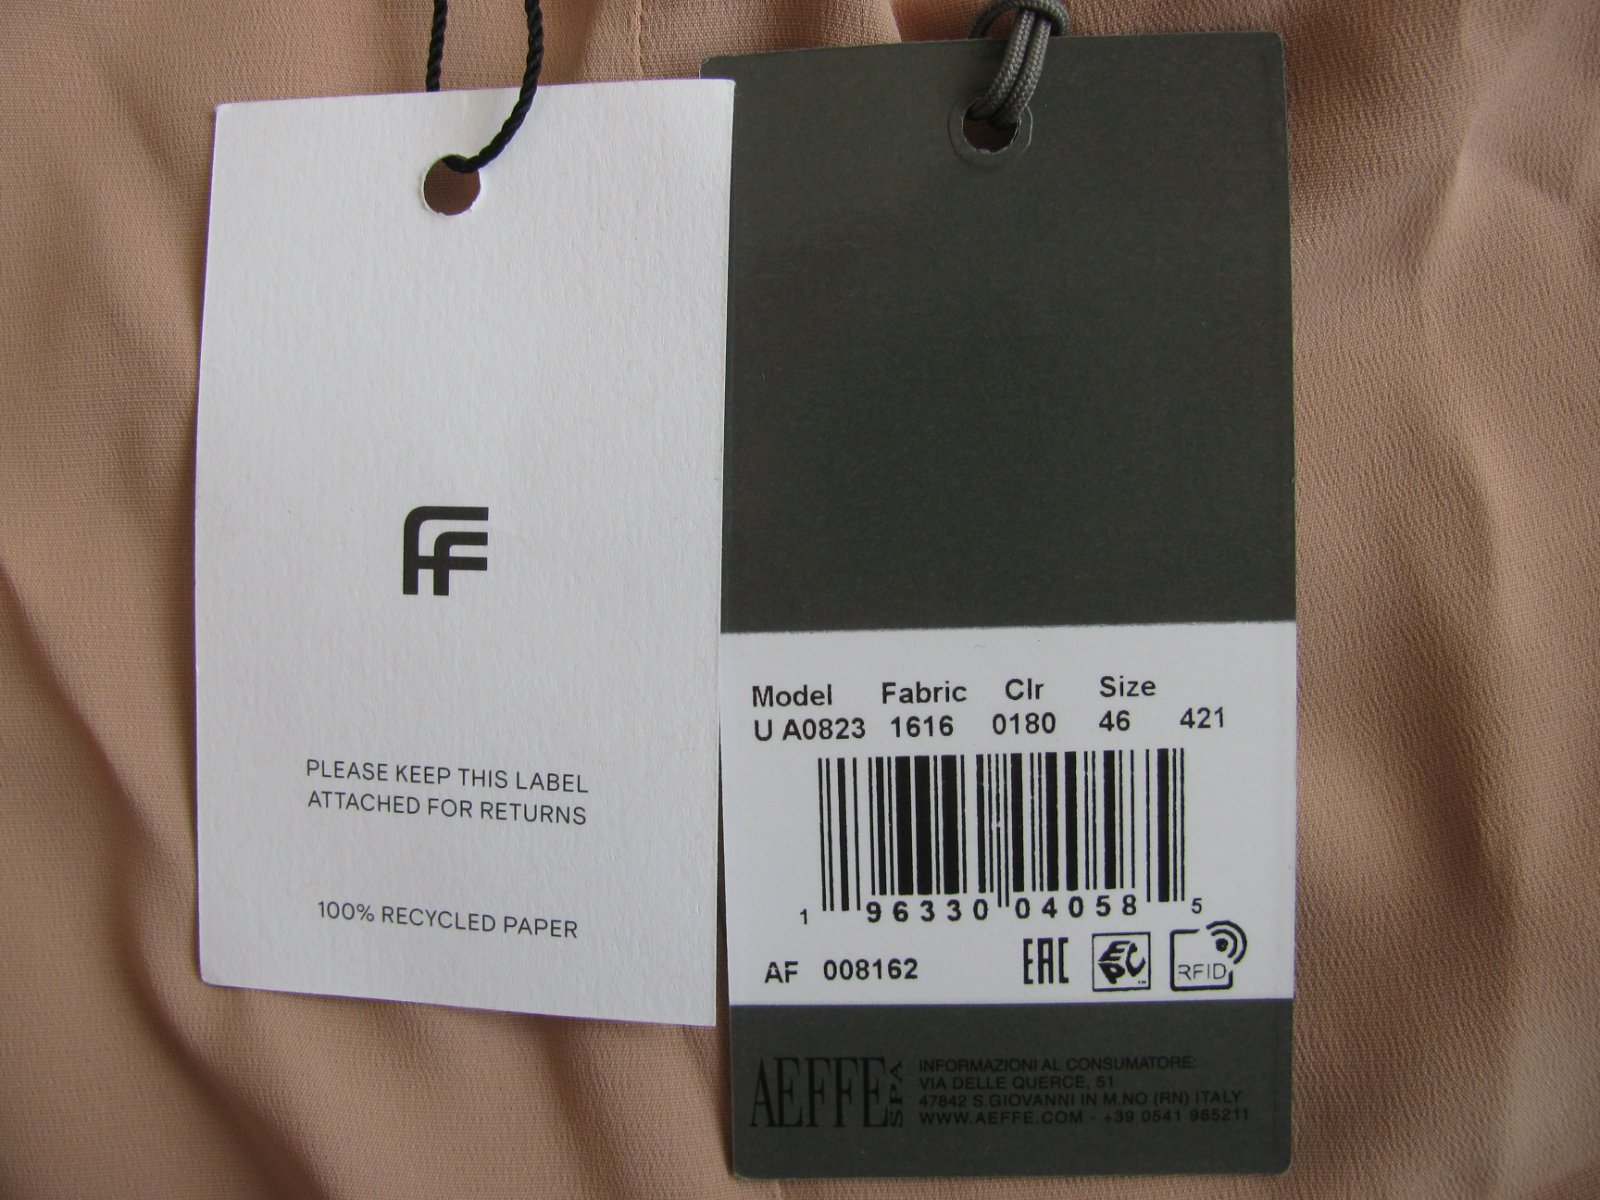 FF
PLEASE KEEP THIS LABEL
ATTACHED FOR RETURNS
100% RECYCLED PAPER
Model Fabric Clr Size
U A0823 1616 0180 46 421
1 96330 04058 5
AF 008162
EAC
EPC
RFID
AEFFE SPA
INFORMAZIONI AL CONSUMATORE:
VIA DELLE QUERCE, 51
47842 S.GIOVANNI IN M.NO (RN) ITALY
WWW.AEFFE.COM - +39 0541 965211